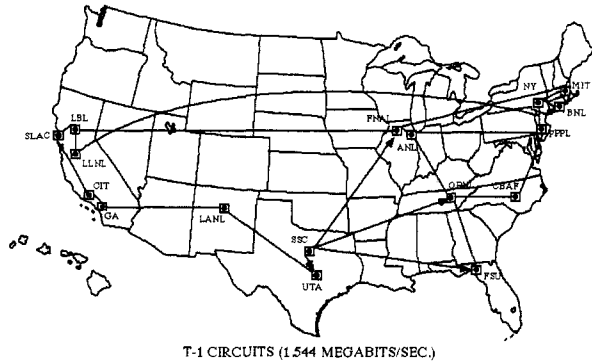 NY
MIT
LBL
FNAL
BNL
SLAC
ANL
PPPL
LLNL
CIT
ORNL
CEBAF
GA
LANL
SSC
UTA
FSU
T-1 CIRCUITS (1.544 MEGABITS/SEC.)